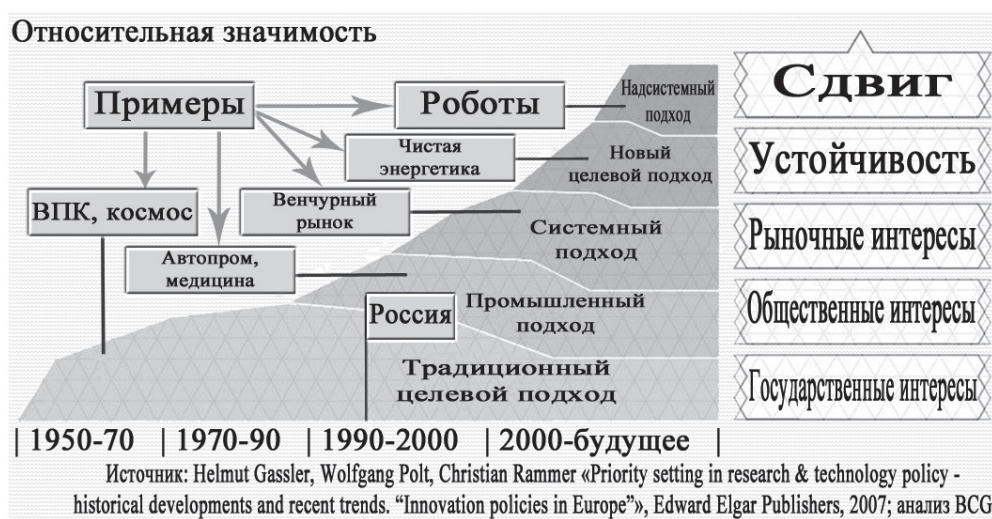 Относительная значимость
Примеры
Роботы
Чистая
энергетика
ВПК, космос
Венчурный
рынок
Автопром,
медицина
Россия
Надсистемный
подход
Новый
целевой подход
Системный
подход
Промышленный
подход
Традиционный
целевой подход
Сдвиг
Устойчивость
Рыночные интересы
Общественные интересы
Государственные интересы
| 1950-70 | 1970-90 | 1990-2000 | 2000-будущее |
Источник: Helmut Gassler, Wolfgang Polt, Christian Rammer «Priority setting in research & technology policy -
historical developments and recent trends. “Innovation policies in Europe”», Edward Elgar Publishers, 2007; анализ BCG